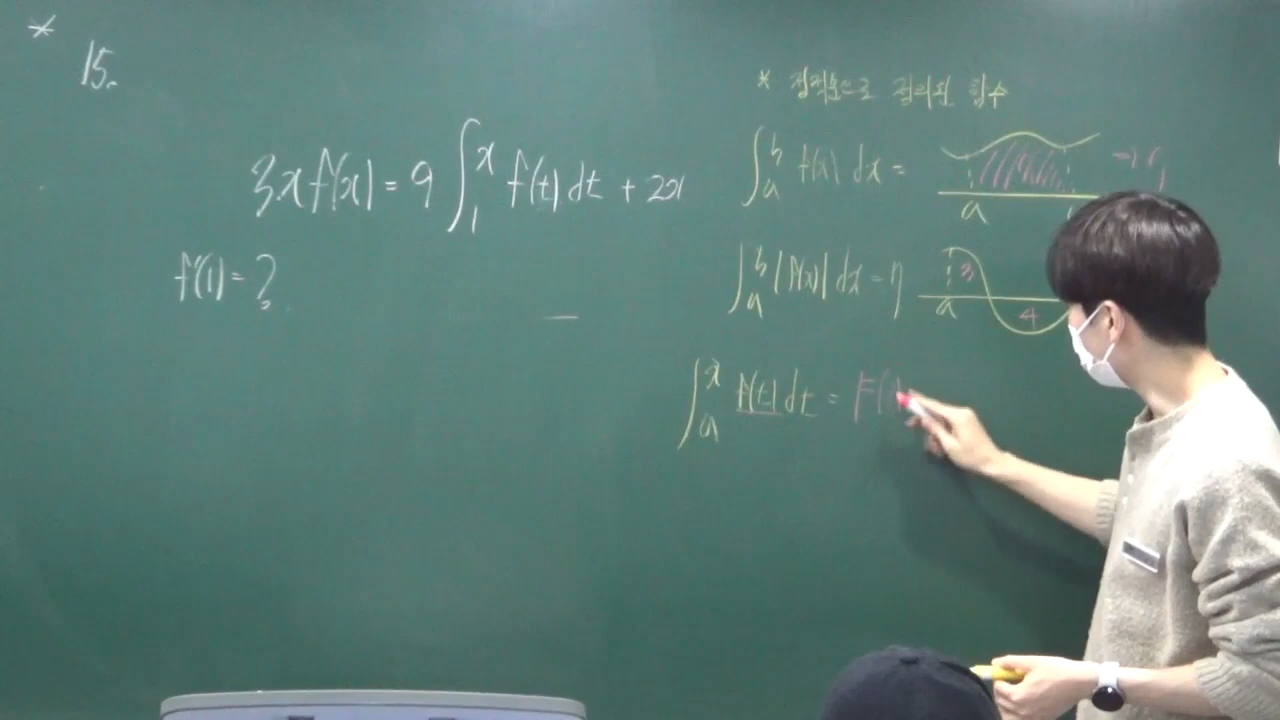 *
15.
3x f(x) = 9 ∫₁ˣ f(t) dt + 2x
f'(1) = ?
* 정적분으로 정의된 함수
∫ₐᵇ f(x) dx =
a
∫ₐᵇ |f(x)| dx = 7
3
a
4
∫ₐˣ f(t) dt = F(